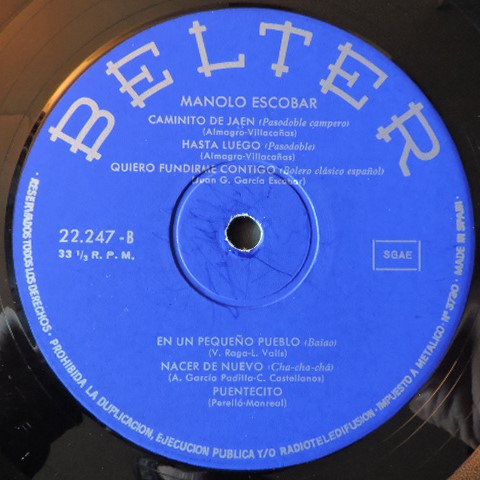 BELTER
MANOLO ESCOBAR
CAMINITO DE JAEN (Pasodoble campero)
(Almagro-Villacañas)
HASTA LUEGO (Pasodoble)
(Almagro-Villacañas)
QUIERO FUNDIRME CONTIGO (Bolero clásico español)
(Juan G. García Escobar)
22.247 -B
33 1/3 R. P. M.
SGAE
EN UN PEQUEÑO PUEBLO (Balao)
(V. Raga-L. Valls)
NACER DE NUEVO (Cha-cha-chá)
(A. García Padilla-C. Castellanos)
PUENTECITO
(Perelló-Monreal)
· RESERVADOS TODOS LOS DERECHOS · PROHIBIDA LA DUPLICACION, EJECUCION PUBLICA Y/O RADIOTELEDIFUSION · IMPUESTO A METALICO · Nº 3720 · MADE IN SPAIN ·